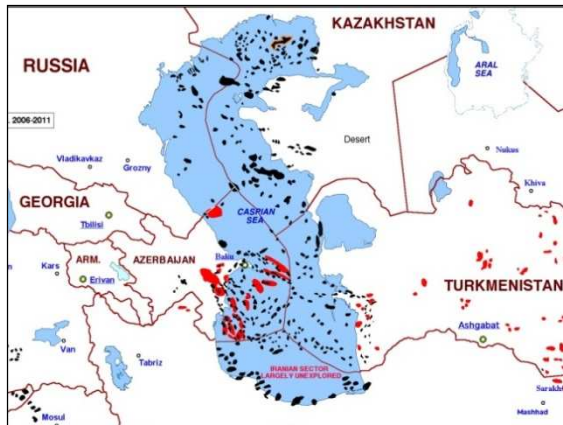 KAZAKHSTAN
RUSSIA
ARAL
SEA
. 2006-2011
Desert
Nukus
Vladikavkaz
Grozny
Khiva
GEORGIA
Tbilisi
CASRIAN
SEA
ARM.
AZERBAIJAN
Baku
Kars
Erivan
TURKMENISTAN
Ashgabat
Van
Tabriz
IRANIAN SECTOR
LARGELY UNEXPLORED
Sarakh
Mosul
Mashhad